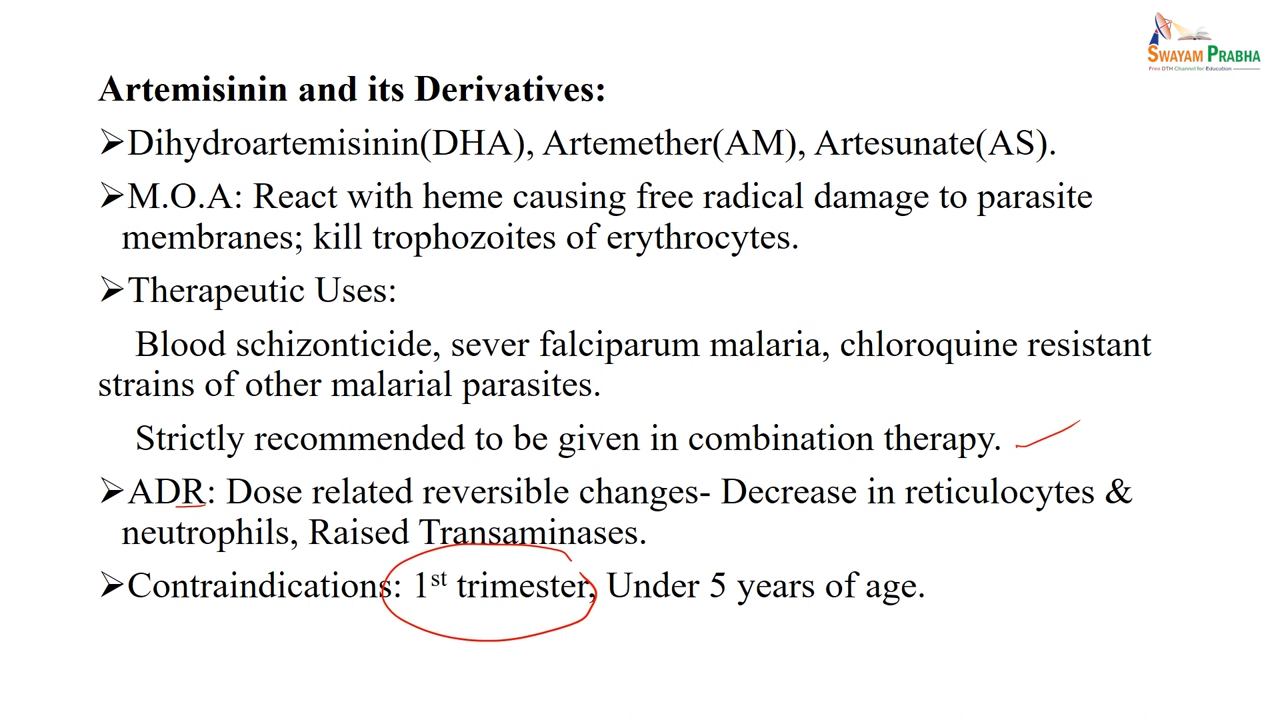 SWAYAM PRABHA
Free DTH Channel for Education
Artemisinin and its Derivatives:
➢Dihydroartemisinin(DHA), Artemether(AM), Artesunate(AS).
➢M.O.A: React with heme causing free radical damage to parasite
membranes; kill trophozoites of erythrocytes.
➢Therapeutic Uses:
Blood schizonticide, sever falciparum malaria, chloroquine resistant
strains of other malarial parasites.
Strictly recommended to be given in combination therapy.
➢ADR: Dose related reversible changes- Decrease in reticulocytes &
neutrophils, Raised Transaminases.
➢Contraindications: 1st trimester, Under 5 years of age.